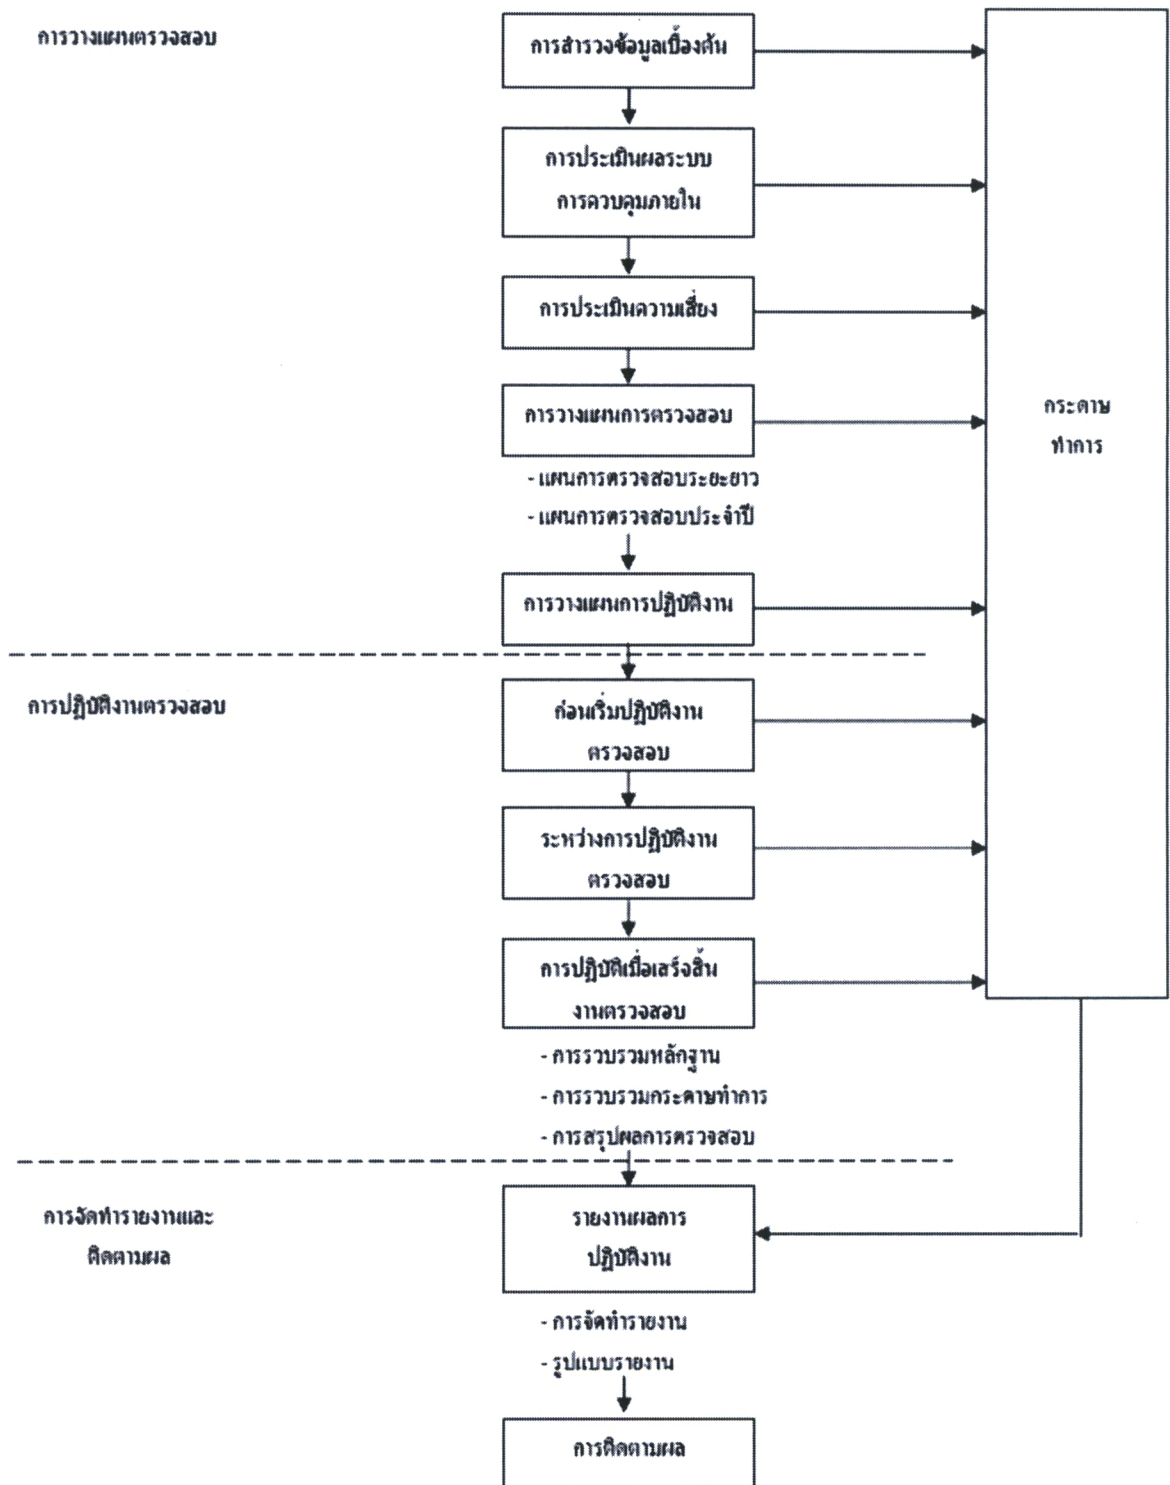 การวางแผนตรวจสอบ
การสำรวจข้อมูลเบื้องต้น
การประเมินผลระบบ
การควบคุมภายใน
การประเมินความเสี่ยง
การวางแผนการตรวจสอบ
- แผนการตรวจสอบระยะยาว
- แผนการตรวจสอบประจำปี
การวางแผนการปฏิบัติงาน
กระดาษ
ทำการ
การปฏิบัติงานตรวจสอบ
ก่อนเริ่มปฏิบัติงาน
ตรวจสอบ
ระหว่างการปฏิบัติงาน
ตรวจสอบ
การปฏิบัติเมื่อเสร็จสิ้น
งานตรวจสอบ
- การรวบรวมหลักฐาน
- การรวบรวมกระดาษทำการ
- การสรุปผลการตรวจสอบ
การจัดทำรายงานและ
ติดตามผล
รายงานผลการ
ปฏิบัติงาน
- การจัดทำรายงาน
- รูปแบบรายงาน
การติดตามผล